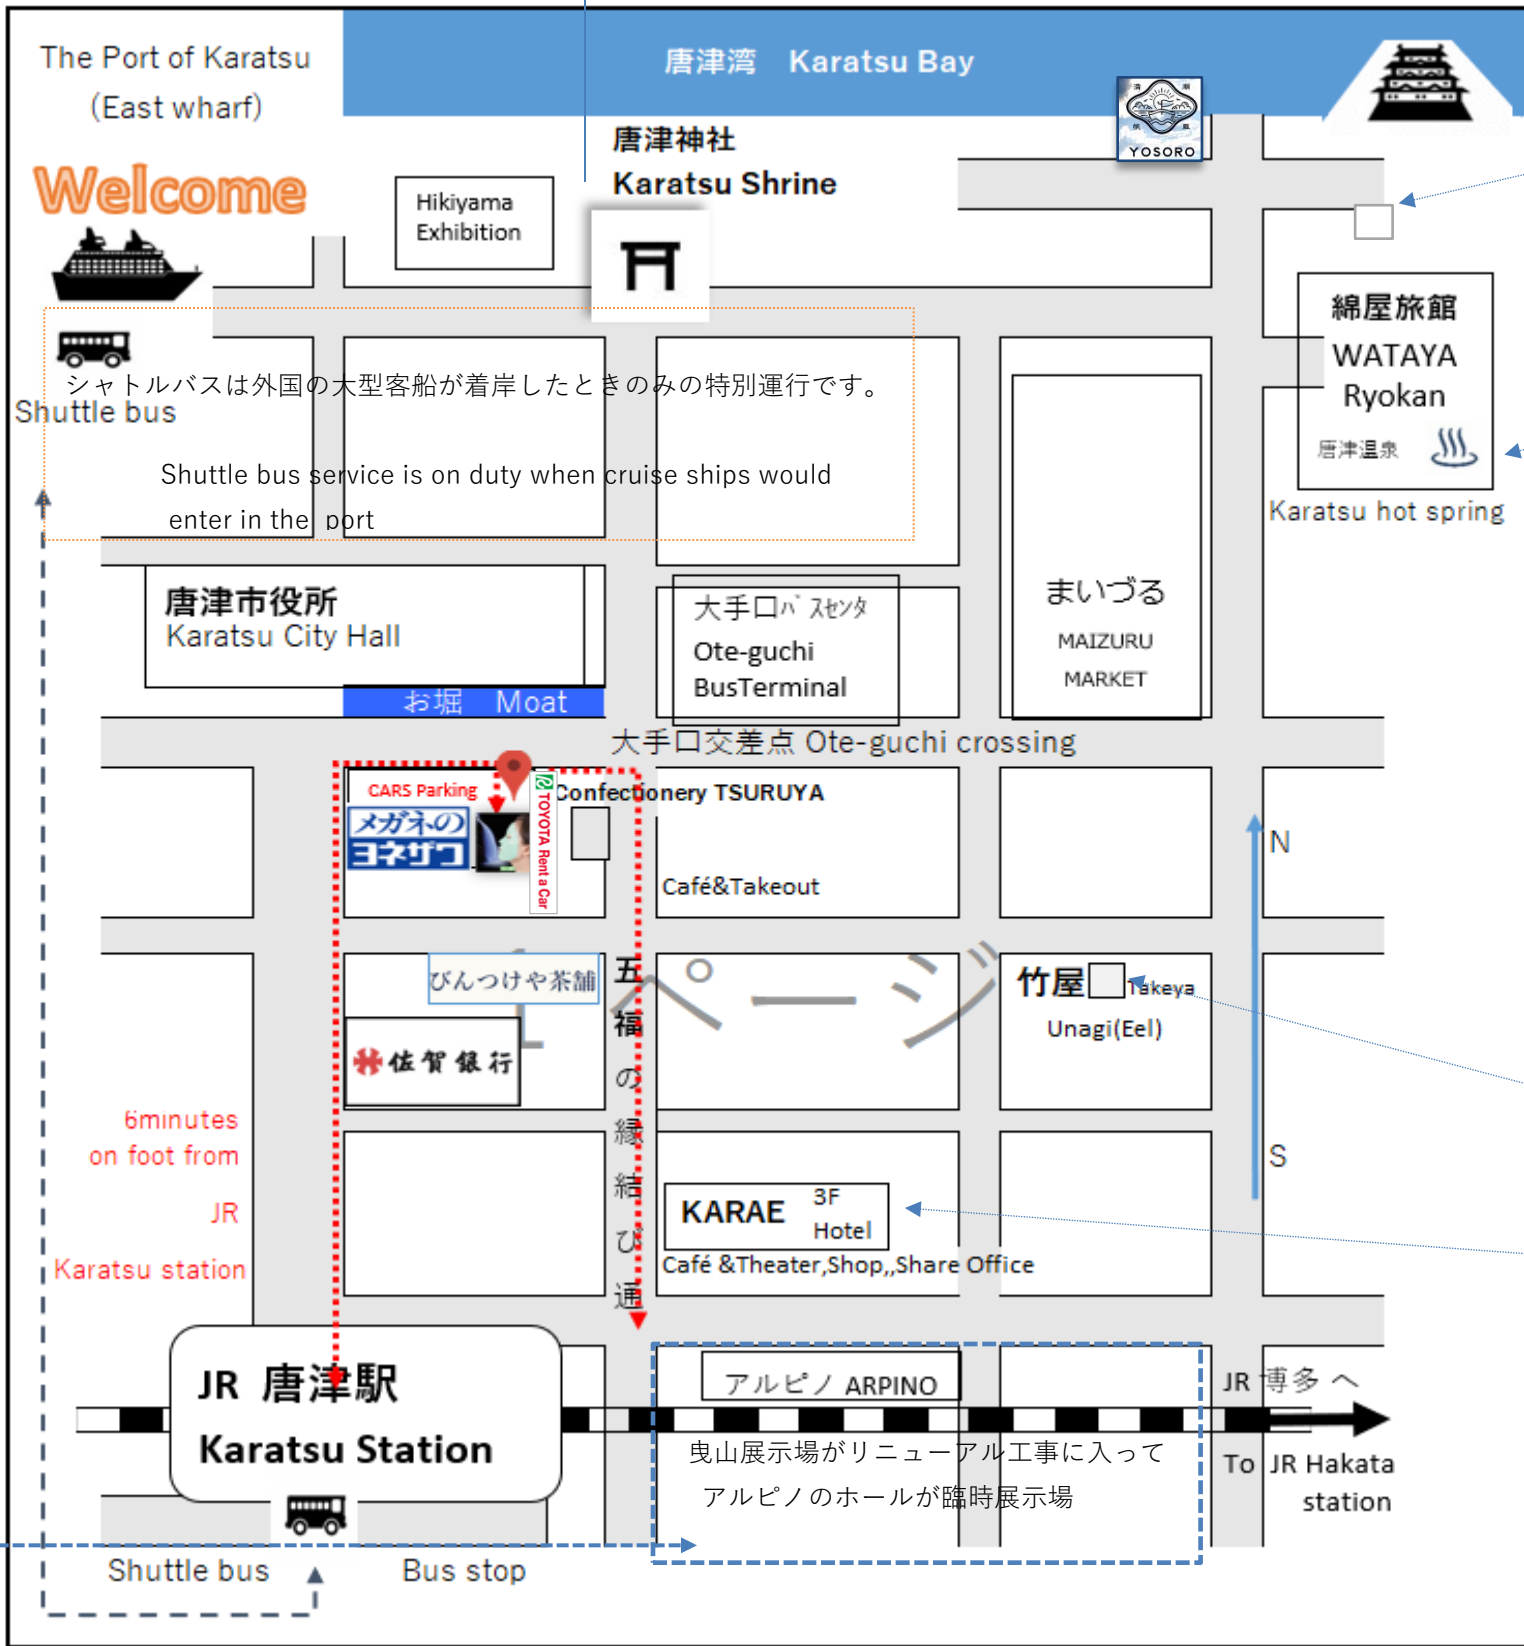 The Port of Karatsu
(East wharf)
唐津湾　Karatsu Bay
YOSORO
Welcome
唐津神社
Karatsu Shrine
Hikiyama
Exhibition
綿屋旅館
WATAYA
Ryokan
唐津温泉
Karatsu hot spring
シャトルバスは外国の大型客船が着岸したときのみの特別運行です。
Shuttle bus
Shuttle bus service is on duty when cruise ships would
enter in the port
唐津市役所
Karatsu City Hall
お堀　Moat
大手口バスセンタ
Ote-guchi
BusTerminal
まいづる
MAIZURU
MARKET
大手口交差点 Ote-guchi crossing
CARS Parking
メガネの
ヨネザワ
TOYOTA Rent a Car
Confectionery TSURUYA
Café&Takeout
N
S
びんつけや茶舗
佐賀銀行
五福の縁結び通
ページ
竹屋 Takeya
Unagi(Eel)
6minutes
on foot from
JR
Karatsu station
KARAE 3F
Hotel
Café &Theater,Shop,,Share Office
JR 唐津駅
Karatsu Station
アルピノ ARPINO
JR 博多 へ
To JR Hakata
station
曳山展示場がリニューアル工事に入って
アルピノのホールが臨時展示場
Shuttle bus
Bus stop